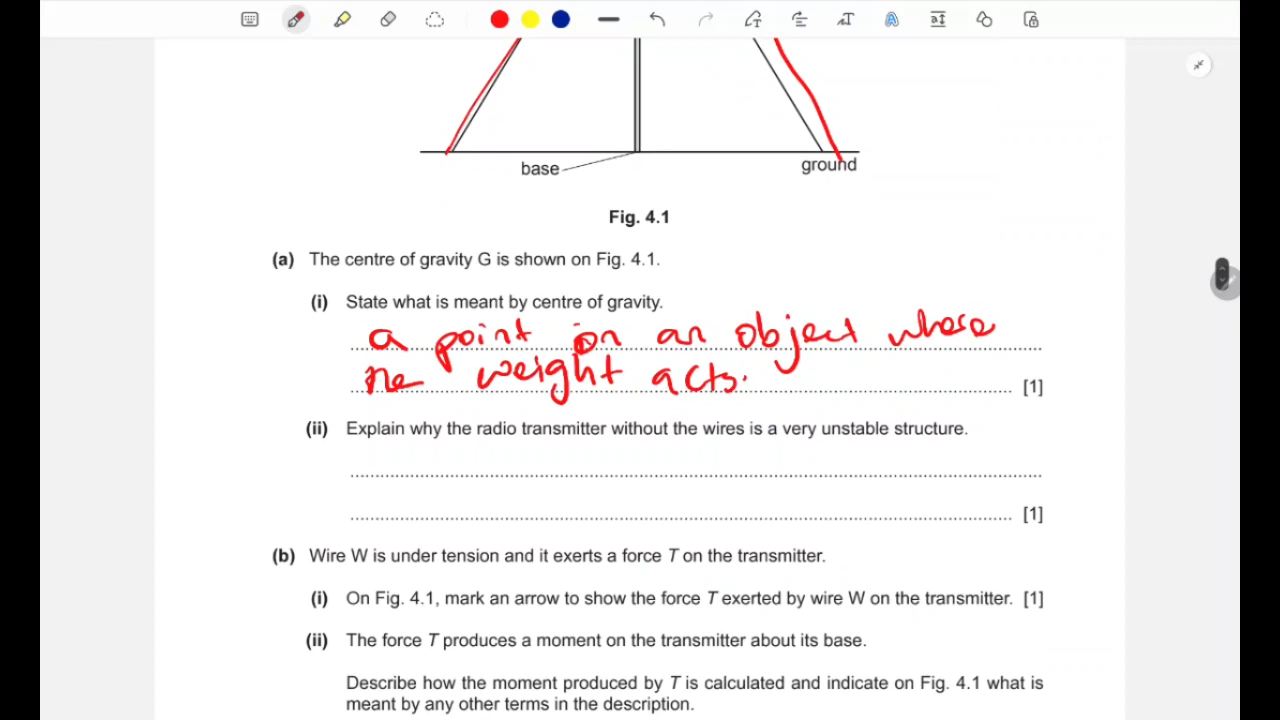 base
ground
Fig. 4.1
(a) The centre of gravity G is shown on Fig. 4.1.
(i) State what is meant by centre of gravity.
a point on an object where
the weight acts.
[1]
(ii) Explain why the radio transmitter without the wires is a very unstable structure.
[1]
(b) Wire W is under tension and it exerts a force T on the transmitter.
(i) On Fig. 4.1, mark an arrow to show the force T exerted by wire W on the transmitter. [1]
(ii) The force T produces a moment on the transmitter about its base.
Describe how the moment produced by T is calculated and indicate on Fig. 4.1 what is
meant by any other terms in the description.